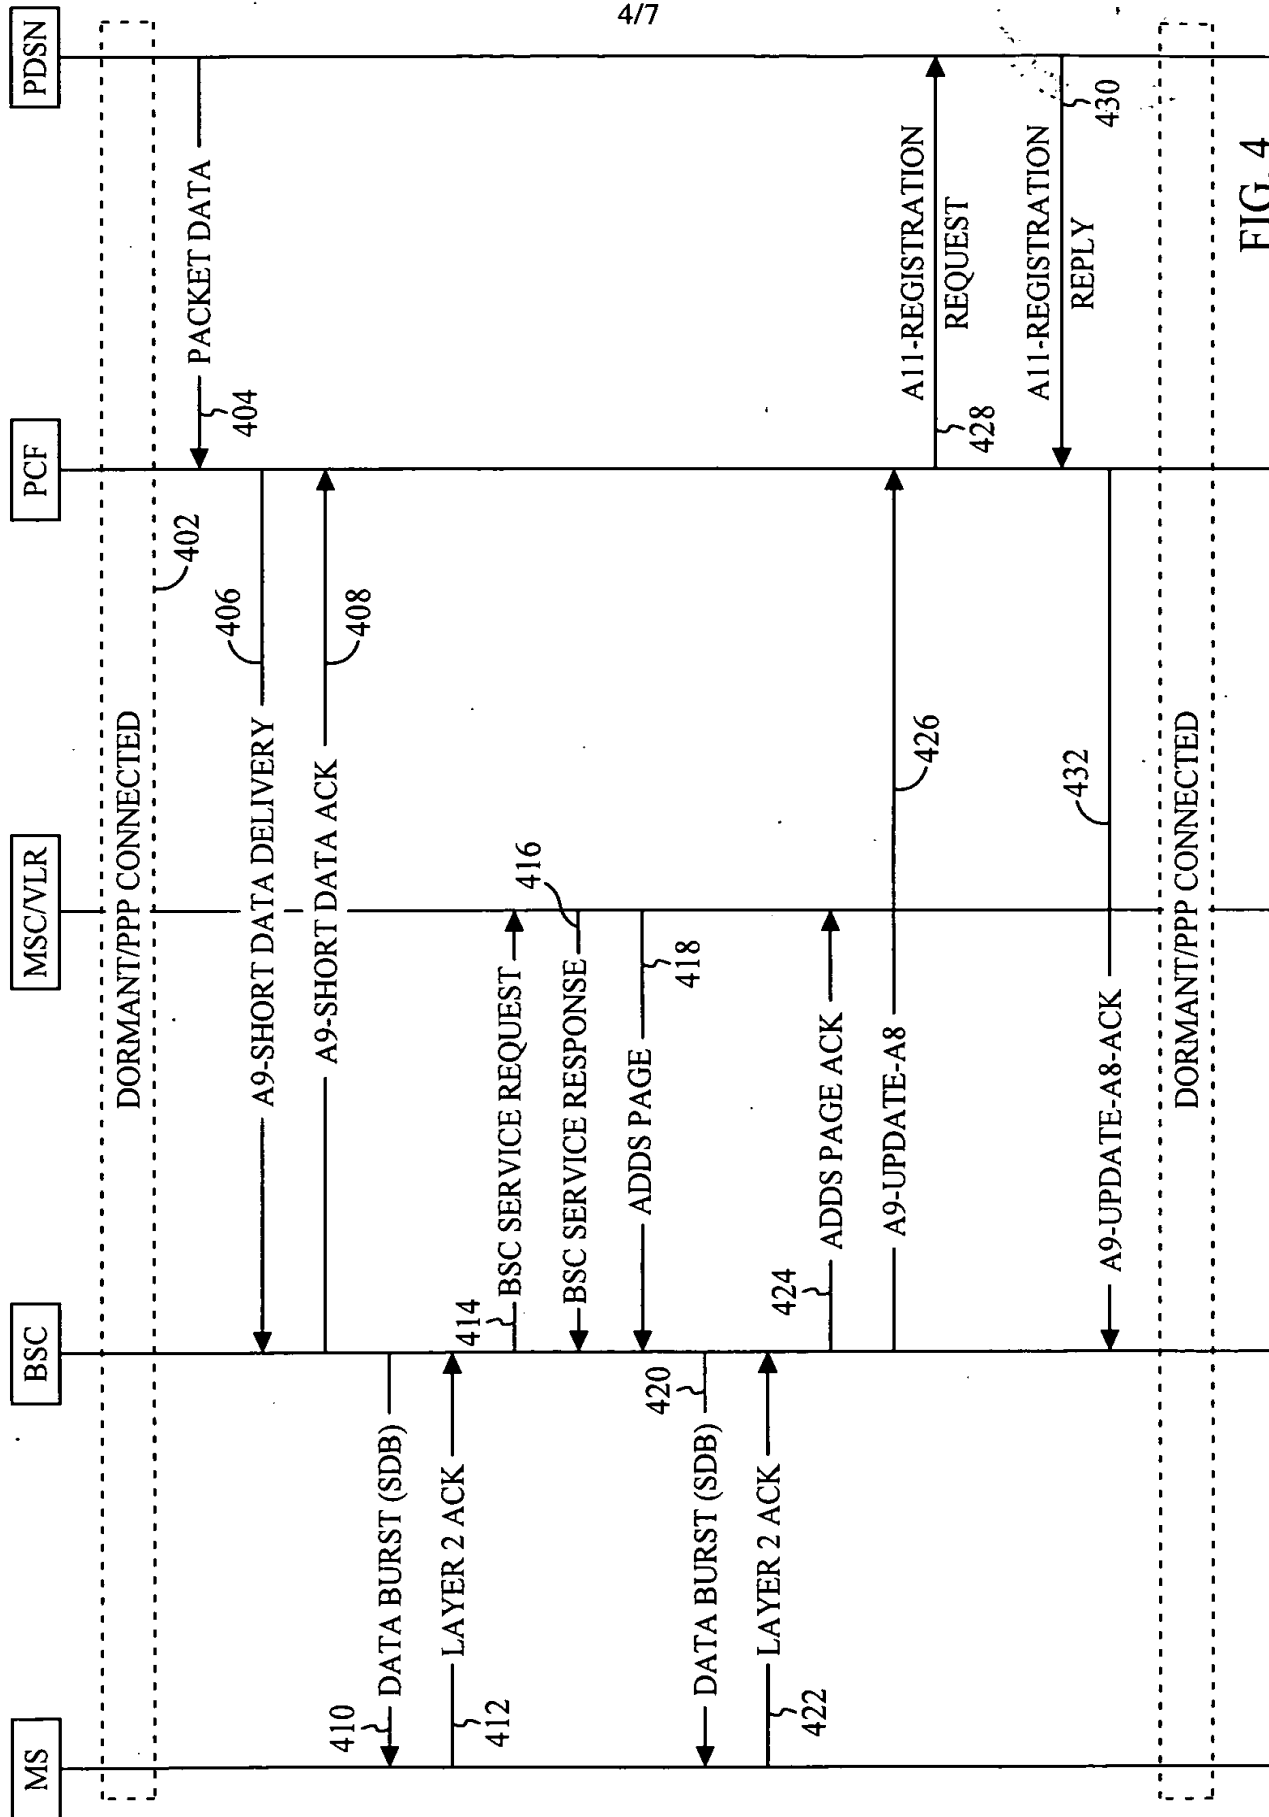 4/7
MS
BSC
MSC/VLR
PCF
PDSN
DORMANT/PPP CONNECTED
402
PACKET DATA
404
A9-SHORT DATA DELIVERY
406
A9-SHORT DATA ACK
408
410
DATA BURST (SDB)
LAYER 2 ACK
412
414
BSC SERVICE REQUEST
BSC SERVICE RESPONSE
416
ADDS PAGE
418
DATA BURST (SDB)
420
LAYER 2 ACK
422
424
ADDS PAGE ACK
A9-UPDATE-A8
426
A11-REGISTRATION
REQUEST
428
A11-REGISTRATION
REPLY
430
A9-UPDATE-A8-ACK
432
DORMANT/PPP CONNECTED
FIG. 4